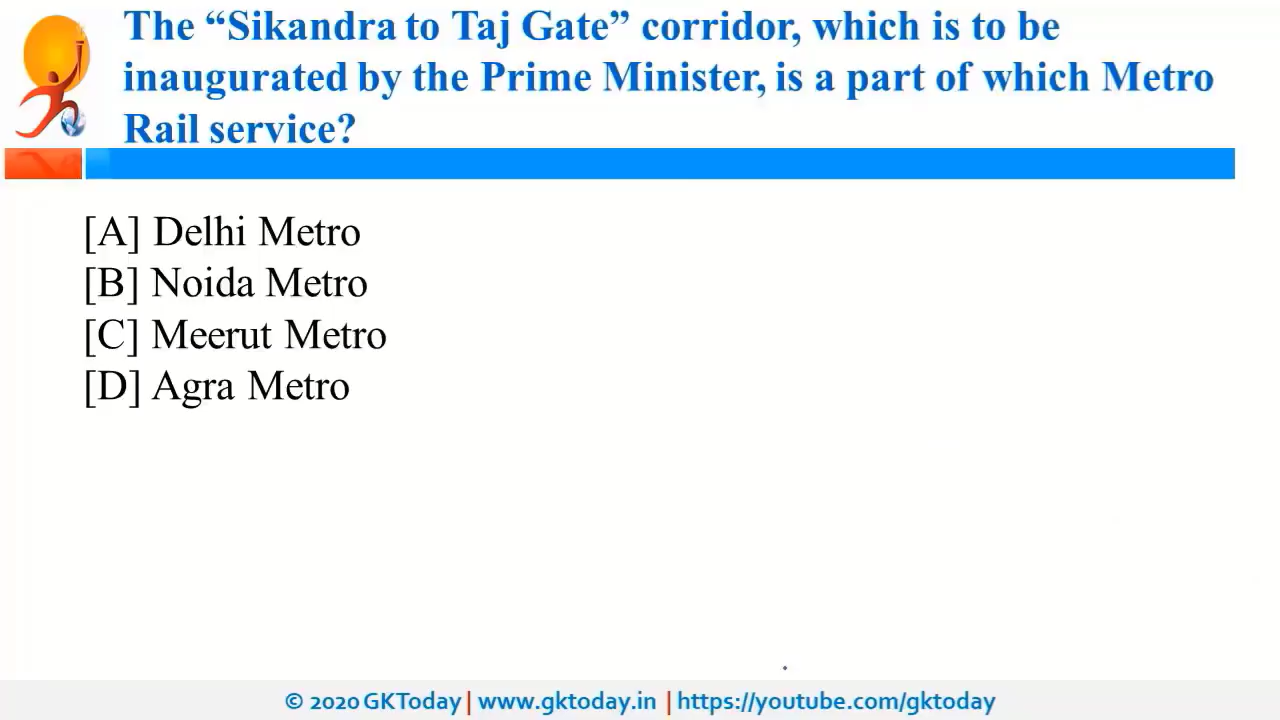 The “Sikandra to Taj Gate” corridor, which is to be
inaugurated by the Prime Minister, is a part of which Metro
Rail service?
[A] Delhi Metro
[B] Noida Metro
[C] Meerut Metro
[D] Agra Metro
© 2020 GKToday | www.gktoday.in | https://youtube.com/gktoday